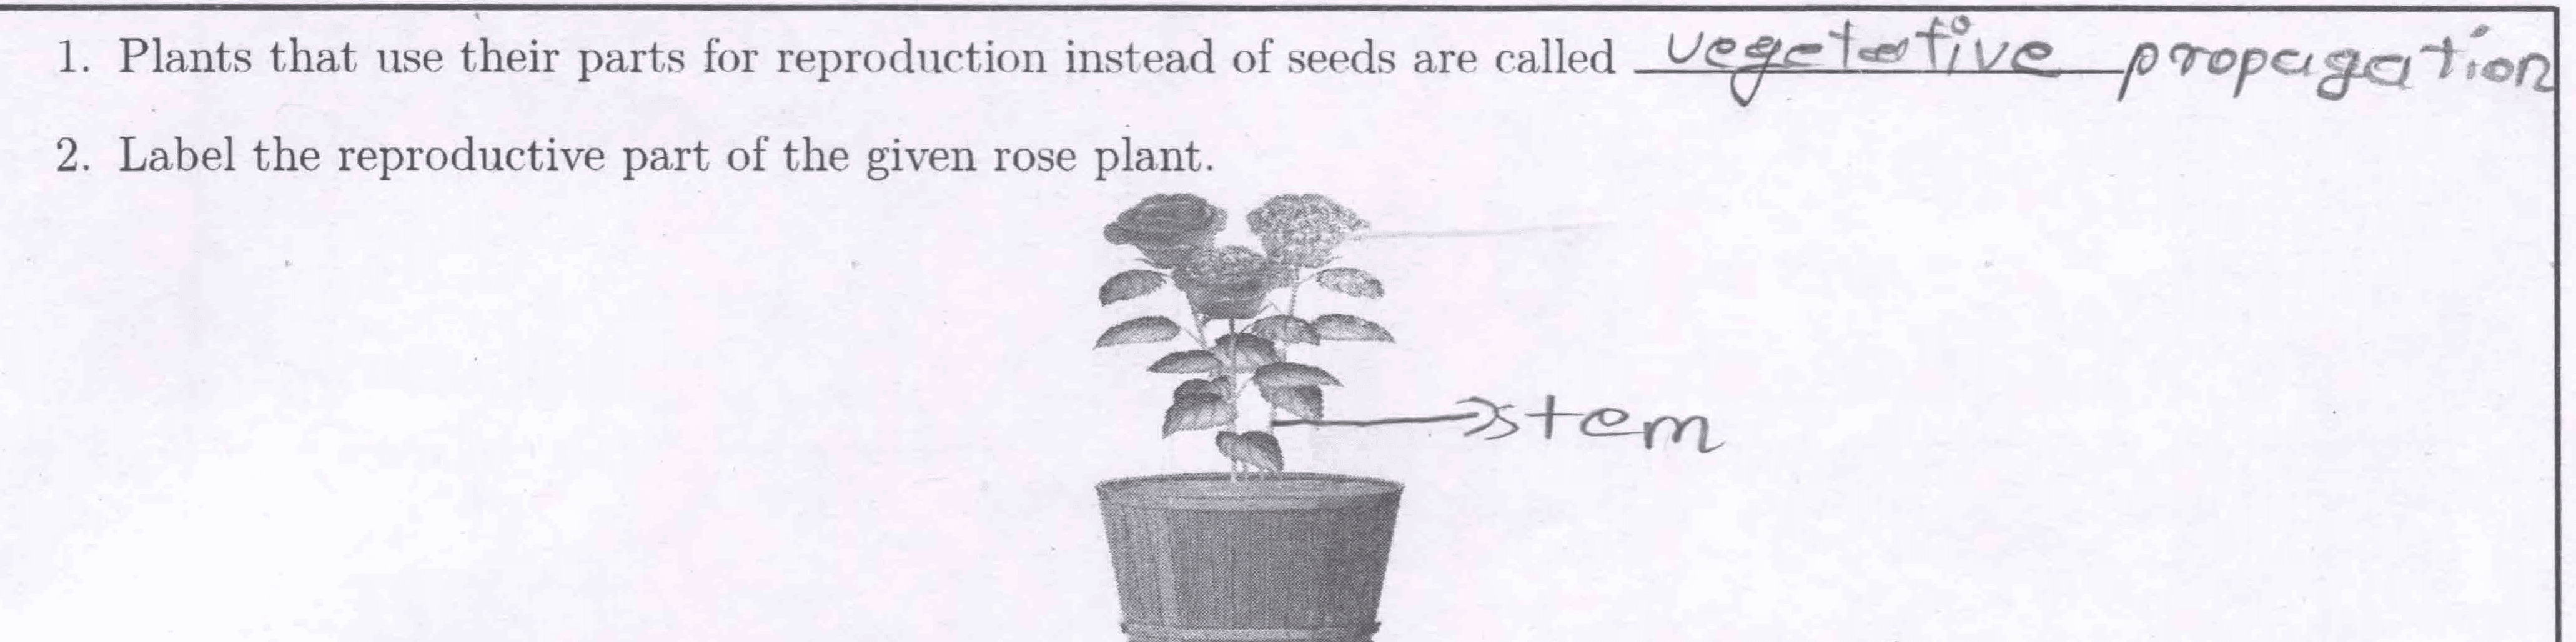 1. Plants that use their parts for reproduction instead of seeds are called vegetative propagation
2. Label the reproductive part of the given rose plant.
stem